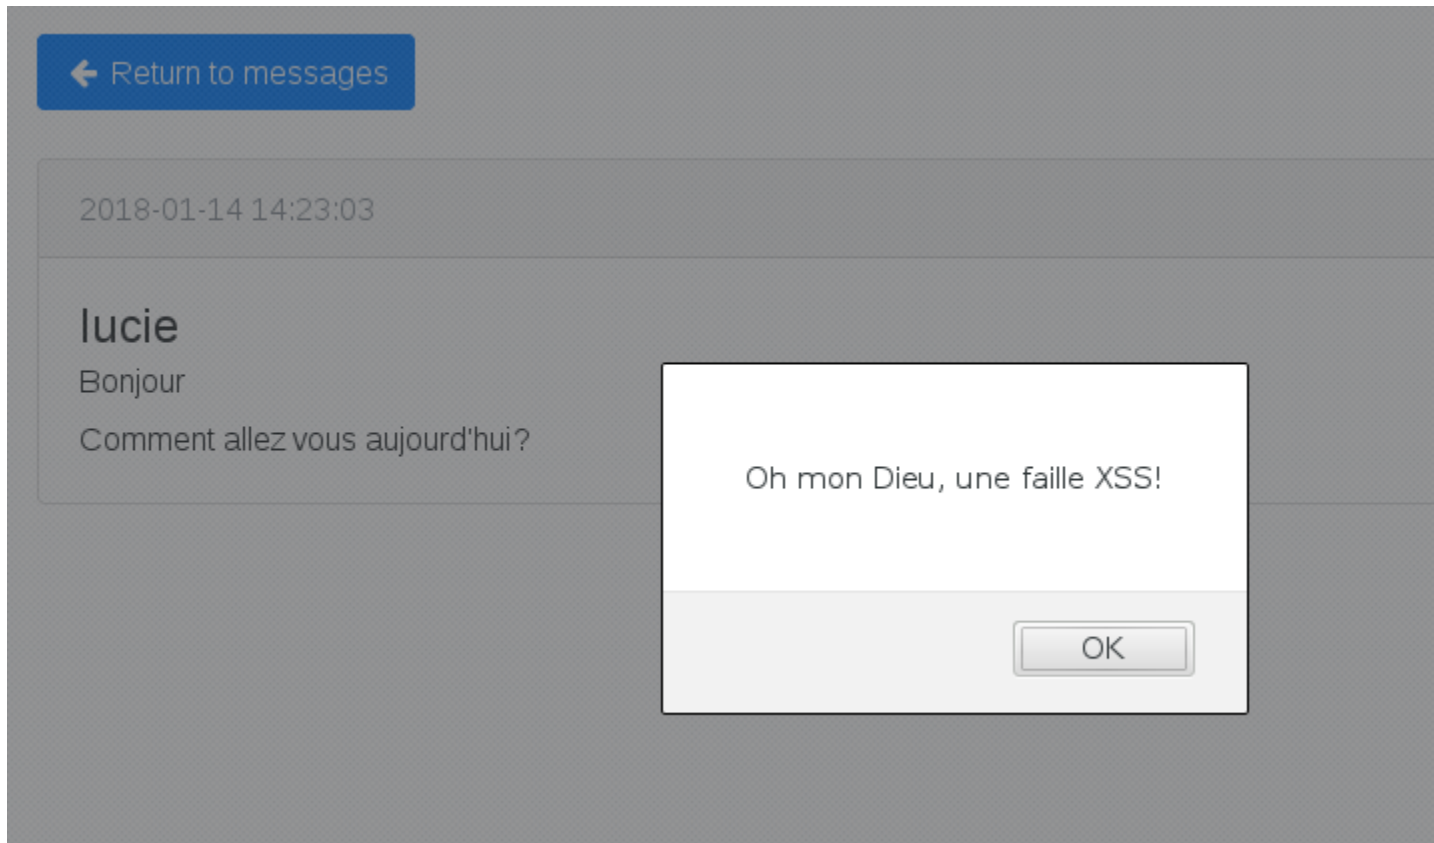 Return to messages
2018-01-14 14:23:03
lucie
Bonjour
Comment allez vous aujourd'hui?
Oh mon Dieu, une faille XSS!
OK